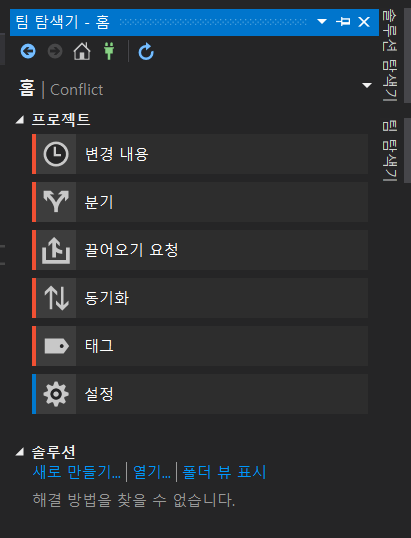 팀 탐색기 - 홈
홈 | Conflict
프로젝트
변경 내용
분기
끌어오기 요청
동기화
태그
설정
솔루션
새로 만들기... | 열기... | 폴더 뷰 표시
해결 방법을 찾을 수 없습니다.
솔루션 탐색기
팀 탐색기